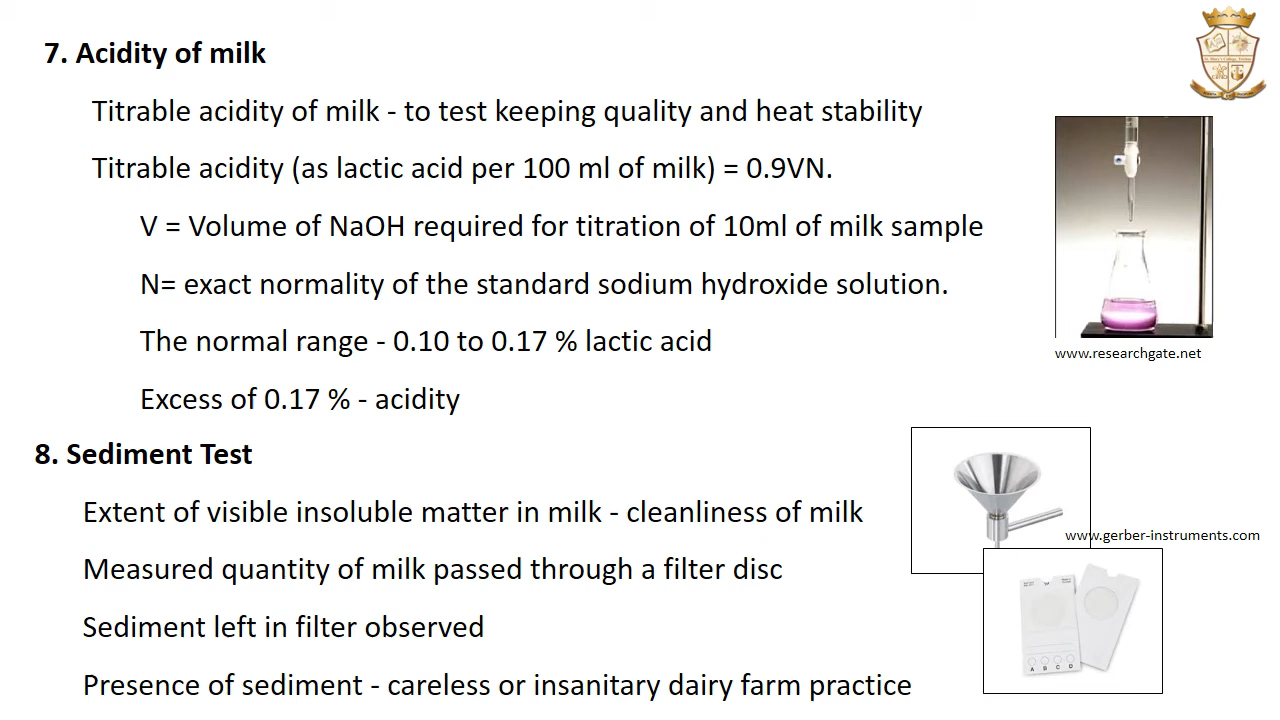 7. Acidity of milk
Titrable acidity of milk - to test keeping quality and heat stability
Titrable acidity (as lactic acid per 100 ml of milk) = 0.9VN.
V = Volume of NaOH required for titration of 10ml of milk sample
N= exact normality of the standard sodium hydroxide solution.
The normal range - 0.10 to 0.17 % lactic acid
Excess of 0.17 % - acidity
www.researchgate.net
8. Sediment Test
Extent of visible insoluble matter in milk - cleanliness of milk
Measured quantity of milk passed through a filter disc
Sediment left in filter observed
Presence of sediment - careless or insanitary dairy farm practice
www.gerber-instruments.com
A B C D